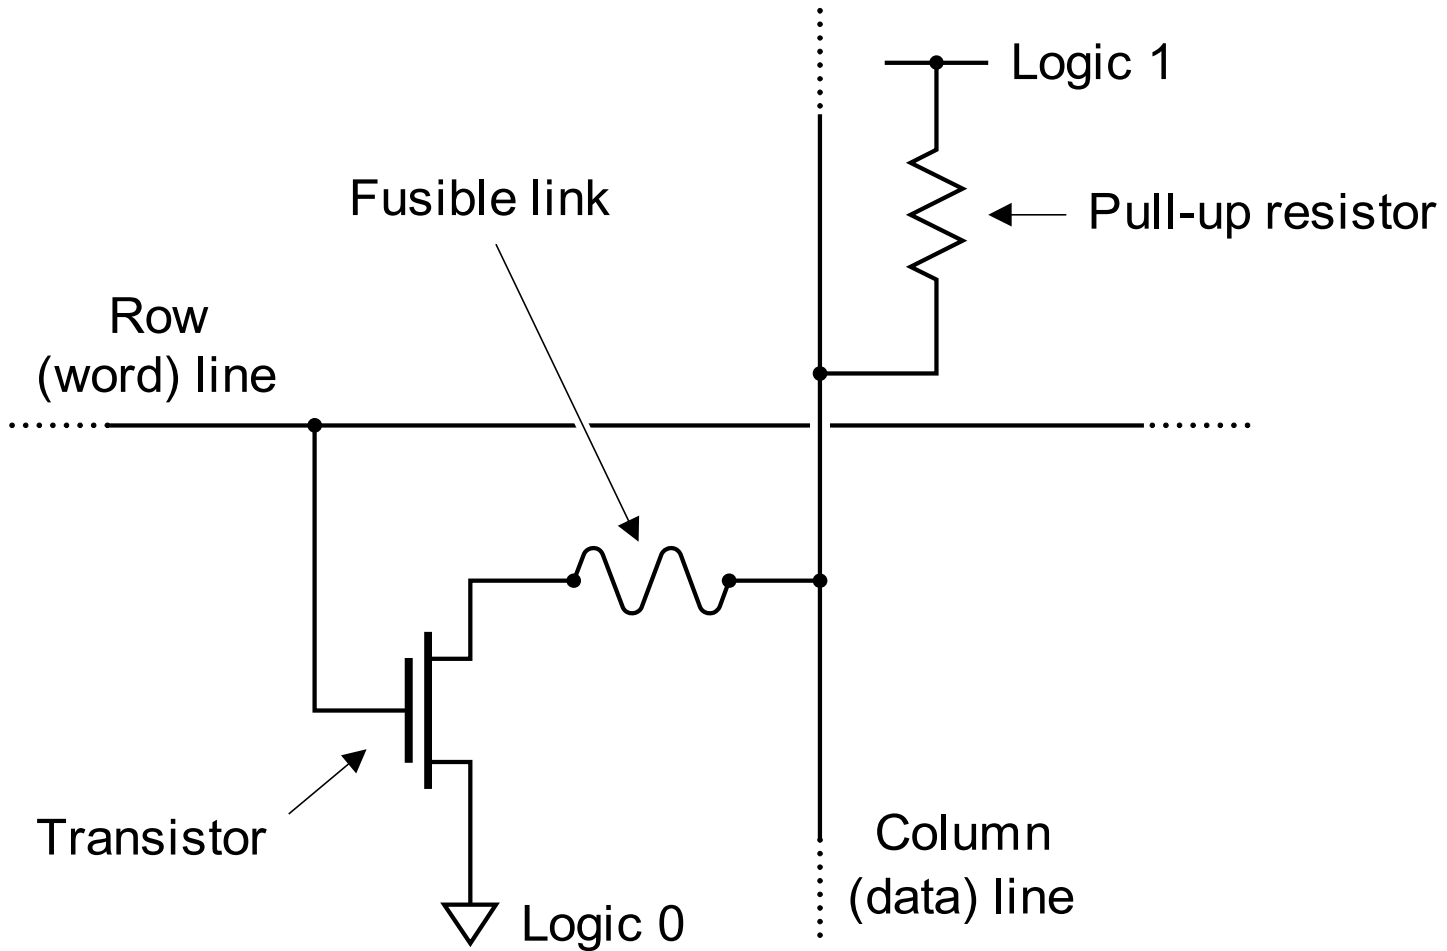 Logic 1
Fusible link
Pull-up resistor
Row
(word) line
Transistor
Column
(data) line
Logic 0